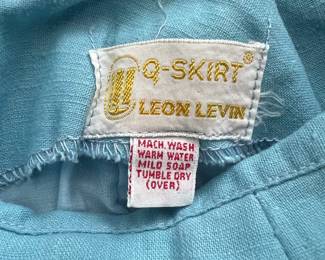 Q-SKIRT®
LEON LEVIN
MACH. WASH
WARM WATER
MILD SOAP
TUMBLE DRY
(OVER)